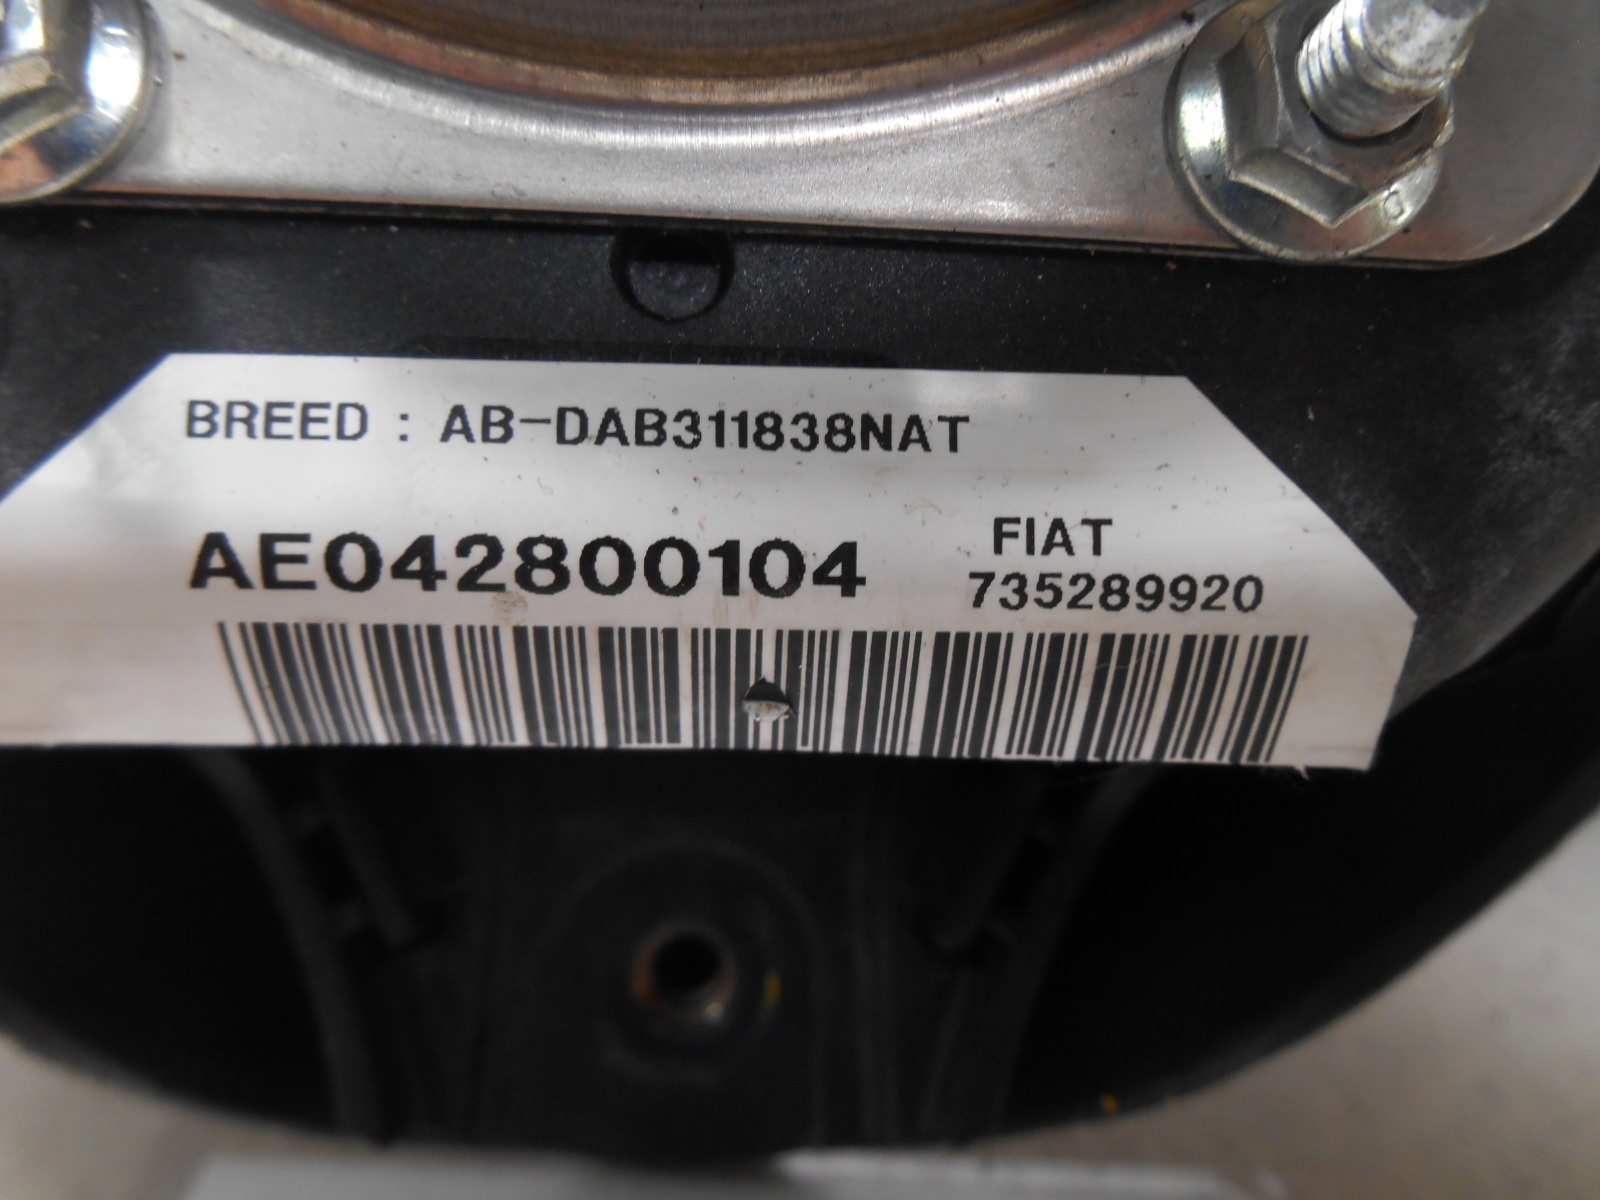 BREED : AB-DAB311838NAT
AE042800104
FIAT
735289920